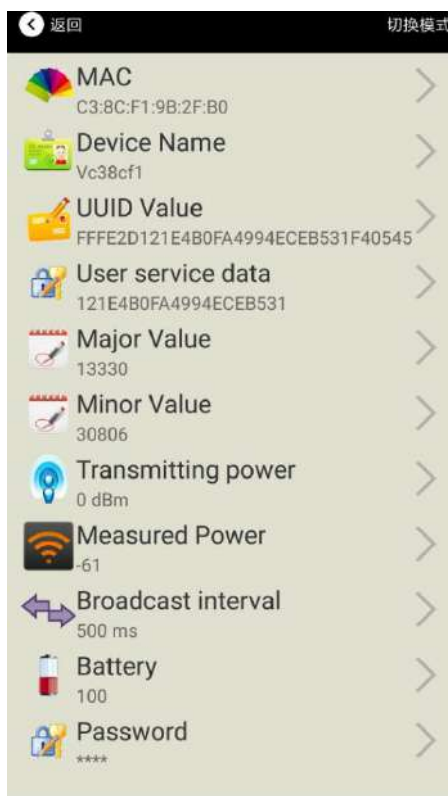 返回
切换模式
MAC
C3:8C:F1:9B:2F:B0
Device Name
Vc38cf1
UUID Value
FFFE2D121E4B0FA4994ECEB531F40545
User service data
121E4B0FA4994ECEB531
Major Value
13330
Minor Value
30806
Transmitting power
0 dBm
Measured Power
-61
Broadcast interval
500 ms
Battery
100
Password
****